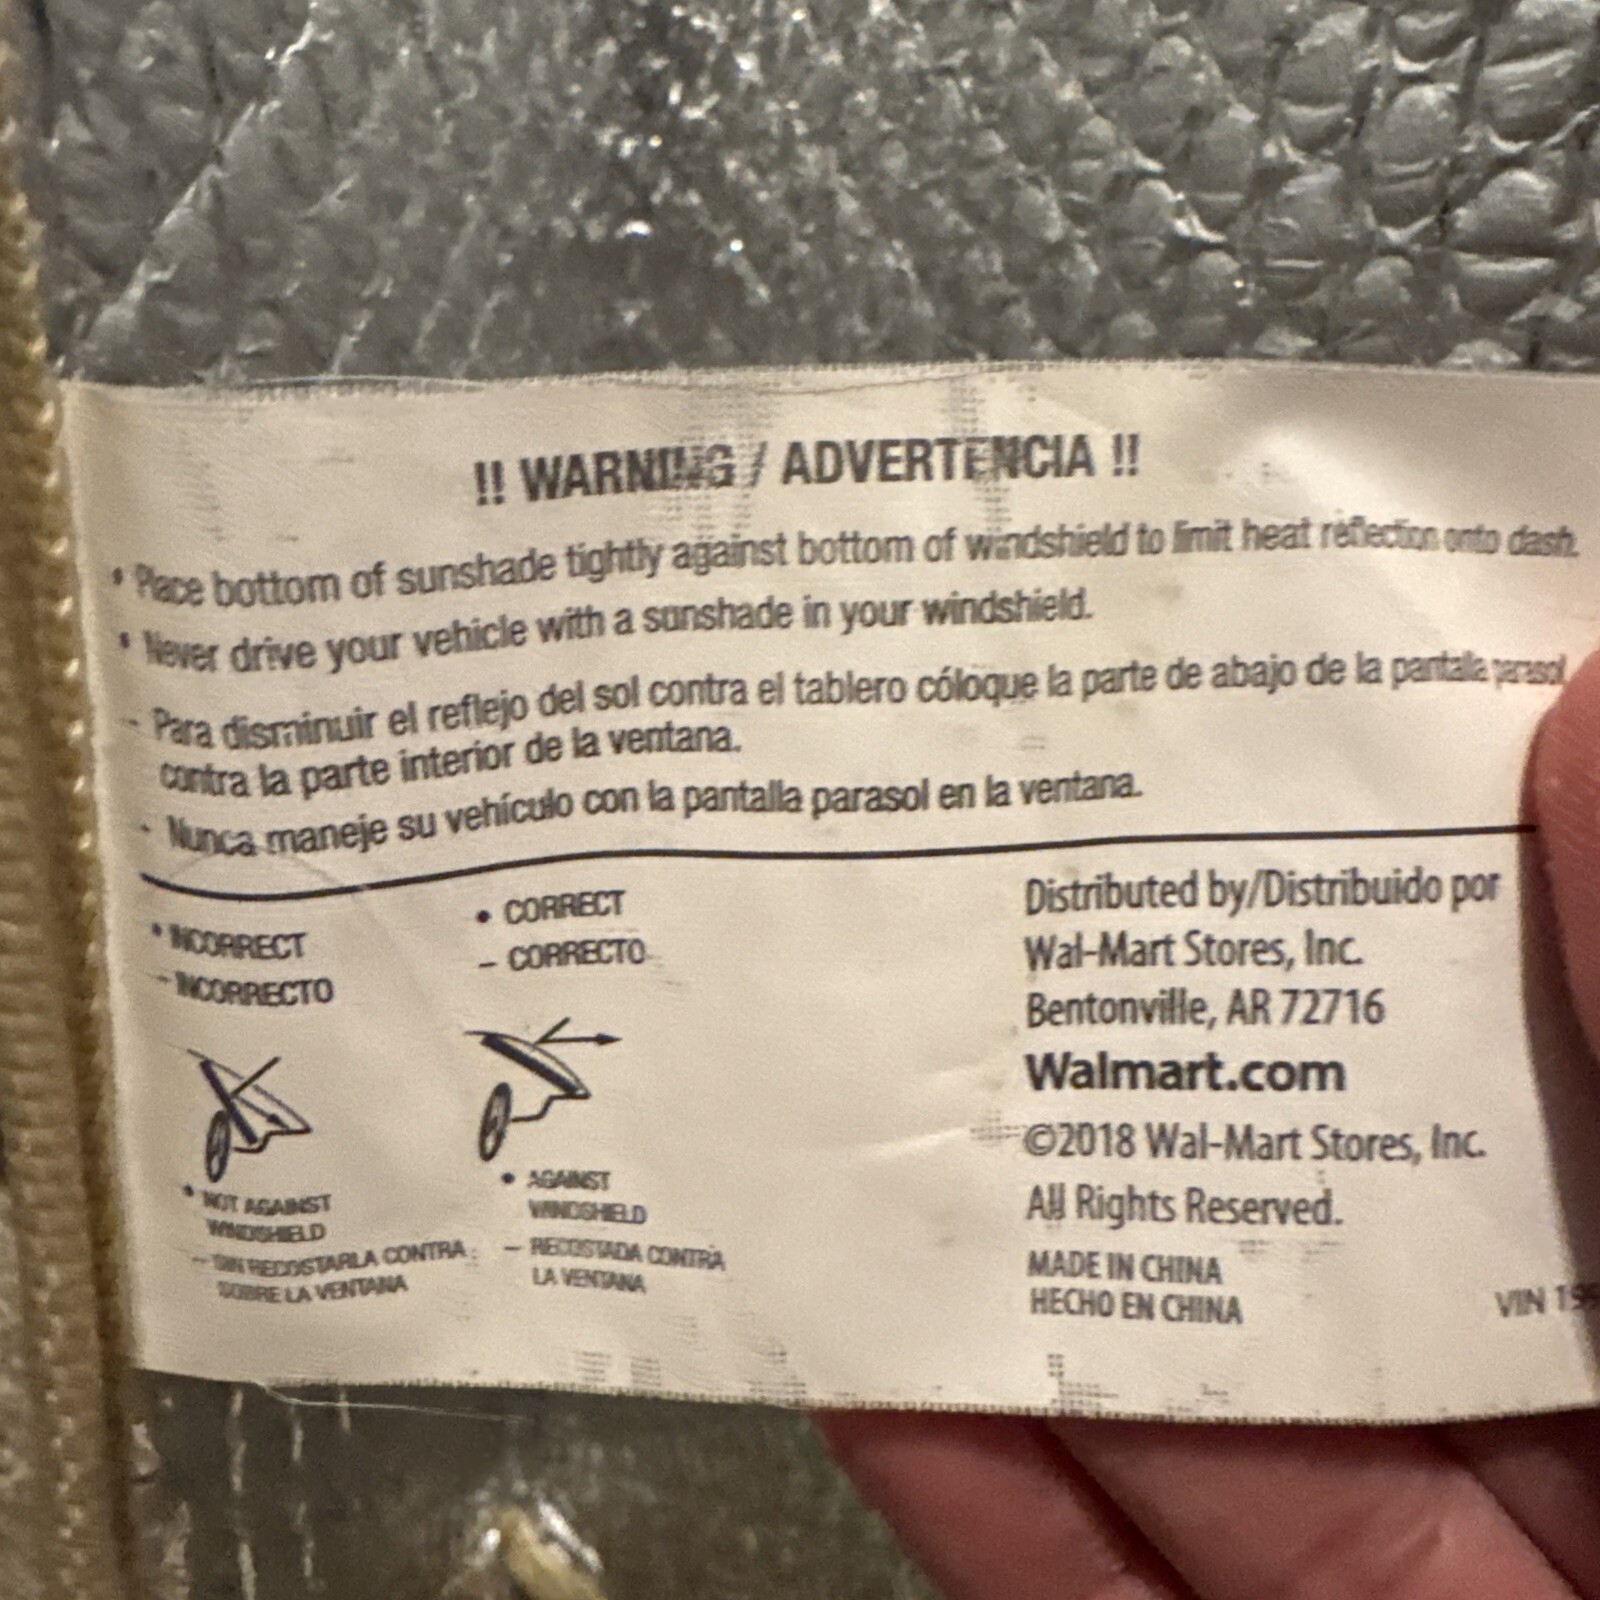 !! WARNING / ADVERTENCIA !!
• Place bottom of sunshade tightly against bottom of windshield to limit heat reflection onto dash.
• Never drive your vehicle with a sunshade in your windshield.
- Para disminuir el reflejo del sol contra el tablero cóloque la parte de abajo de la pantalla parasol
contra la parte interior de la ventana.
- Nunca maneje su vehículo con la pantalla parasol en la ventana.
• INCORRECT
– INCORRECTO
• NOT AGAINST
WINDSHIELD
– SIN RECOSTARLA CONTRA
SOBRE LA VENTANA
• CORRECT
– CORRECTO
• AGAINST
WINDSHIELD
– RECOSTADA CONTRA
LA VENTANA
Distributed by/Distribuido por
Wal-Mart Stores, Inc.
Bentonville, AR 72716
Walmart.com
©2018 Wal-Mart Stores, Inc.
All Rights Reserved.
MADE IN CHINA
HECHO EN CHINA
VIN